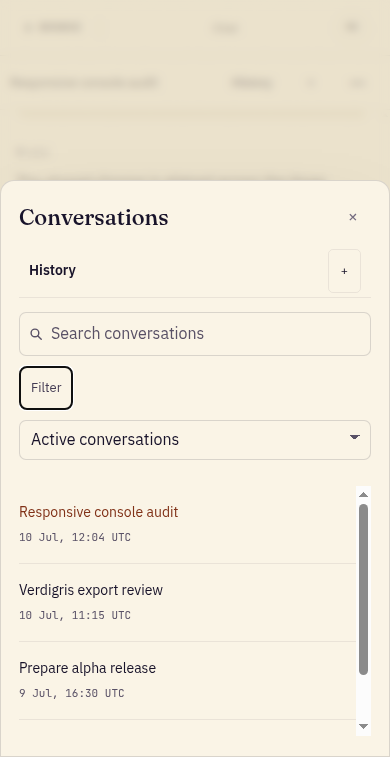 Conversations
×
History
+
Search conversations
Filter
Active conversations
Responsive console audit
10 Jul, 12:04 UTC
Verdigris export review
10 Jul, 11:15 UTC
Prepare alpha release
9 Jul, 16:30 UTC